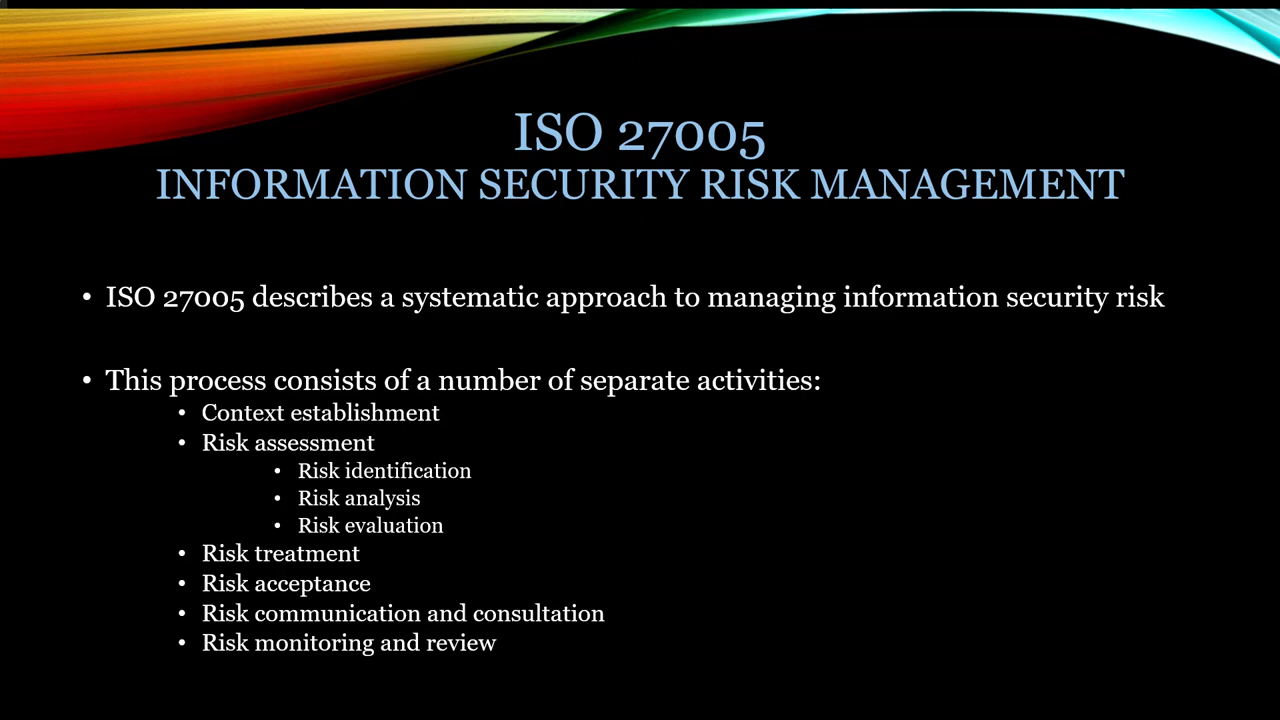 ISO 27005
INFORMATION SECURITY RISK MANAGEMENT
• ISO 27005 describes a systematic approach to managing information security risk
• This process consists of a number of separate activities:
• Context establishment
• Risk assessment
• Risk identification
• Risk analysis
• Risk evaluation
• Risk treatment
• Risk acceptance
• Risk communication and consultation
• Risk monitoring and review